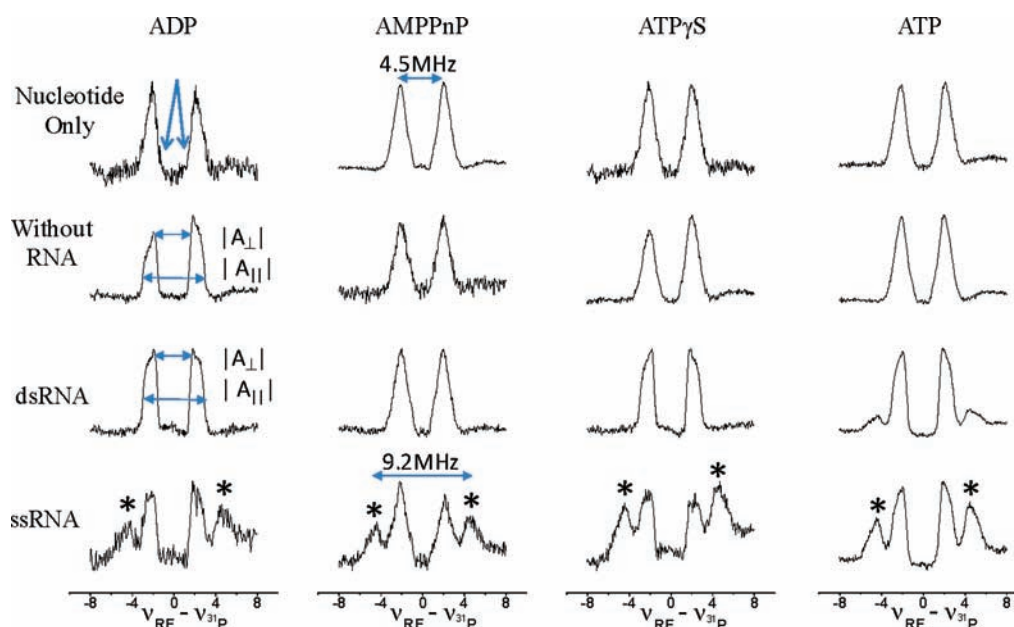 ADP AMPPnP ATPγS ATP
Nucleotide Only
4.5MHz
Without RNA
|A⊥|
|A|||
dsRNA
|A⊥|
|A|||
ssRNA
* *
9.2MHz
* *
* *
* *
-8 -4 0 4 8 -8 -4 0 4 8 -8 -4 0 4 8 -8 -4 0 4 8
νRF - ν31P νRF - ν31P νRF - ν31P νRF - ν31P